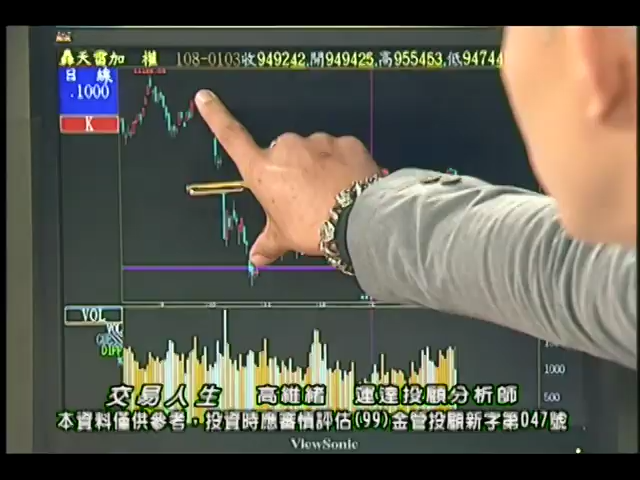 轟天雷加 權 108-0103收949242,開949425,高955453,低94744
日 線
.1000
K
VOL
1000
500
交易人生 高維緒 運達投顧分析師
本資料僅供參考,投資時應審慎評估(99)金管投顧新字第047號
ViewSonic